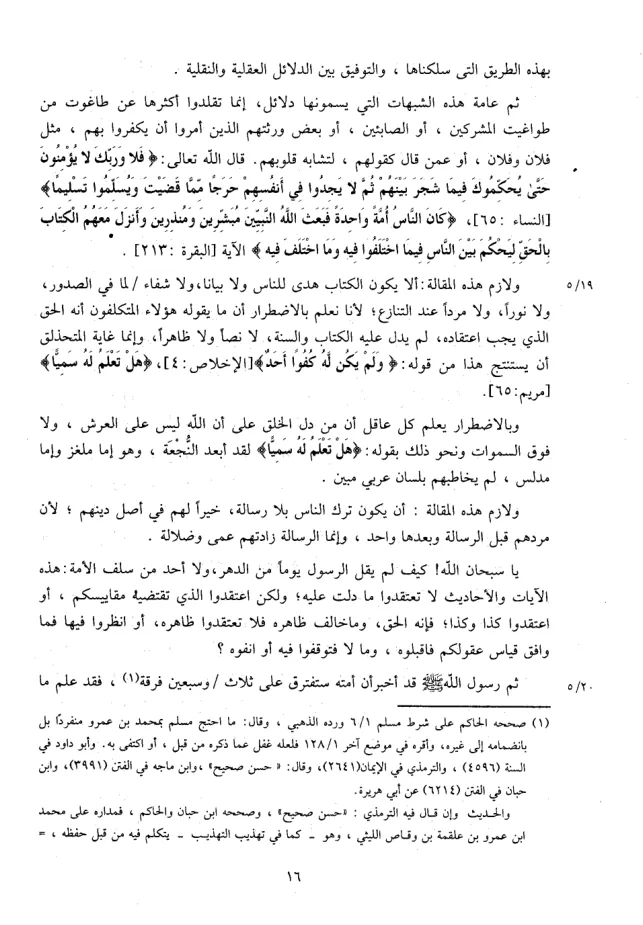 بهذه الطريق التى سلكناها ، والتوفيق بين الدلائل العقلية والنقلية .
ثم عامة هذه الشبهات التي يسمونها دلائل، إنما تقلدوا أكثرها عن طاغوت من
طواغيت المشركين ، أو الصابئين ، أو بعض ورثتهم الذين أمروا أن يكفروا بهم ، مثل
فلان وفلان ، أو عمن قال كقولهم ، لتشابه قلوبهم. قال الله تعالى: ﴿ فَلا وَرَبِّكَ لا يُؤْمِنُونَ
حَتَّىٰ يُحَكِّمُوكَ فِيمَا شَجَرَ بَيْنَهُمْ ثُمَّ لا يَجِدُوا فِي أَنفُسِهِمْ حَرَجًا مِّمَّا قَضَيْتَ وَيُسَلِّمُوا تَسْلِيمًا ﴾
[النساء :٦٥]، ﴿ كَانَ النَّاسُ أُمَّةً وَاحِدَةً فَبَعَثَ اللَّهُ النَّبِيِّينَ مُبَشِّرِينَ وَمُنذِرِينَ وَأَنزَلَ مَعَهُمُ الْكِتَابَ
بِالْحَقِّ لِيَحْكُمَ بَيْنَ النَّاسِ فِيمَا اخْتَلَفُوا فِيهِ وَمَا اخْتَلَفَ فِيهِ ﴾ الآية [البقرة :٢١٣] .
٥/١٩ ولازم هذه المقالة: ألا يكون الكتاب هدى للناس ولا بيانا، ولا شفاء /لما في الصدور،
ولا نوراً، ولا مرداً عند التنازع؛ لأنا نعلم بالاضطرار أن ما يقوله هؤلاء المتكلفون أنه الحق
الذي يجب اعتقاده، لم يدل عليه الكتاب والسنة، لا نصاً ولا ظاهراً، وإنما غاية المتحذلق
أن يستنتج هذا من قوله: ﴿ وَلَمْ يَكُن لَّهُ كُفُوًا أَحَدٌ ﴾[الإخلاص :٤]، ﴿هَلْ تَعْلَمُ لَهُ سَمِيًّا﴾
[مريم:٦٥].
وبالاضطرار يعلم كل عاقل أن من دل الخلق على أن الله ليس على العرش ، ولا
فوق السموات ونحو ذلك بقوله: ﴿هَلْ تَعْلَمُ لَهُ سَمِيًّا﴾ لقد أبعد النُّجْعَة ، وهو إما ملغز وإما
مدلس ، لم يخاطبهم بلسان عربي مبين .
ولازم هذه المقالة : أن يكون ترك الناس بلا رسالة، خيراً لهم في أصل دينهم ؛ لأن
مردهم قبل الرسالة وبعدها واحد ، وإنما الرسالة زادتهم عمى وضلالة .
يا سبحان الله! كيف لم يقل الرسول يوماً من الدهر، ولا أحد من سلف الأمة: هذه
الآيات والأحاديث لا تعتقدوا ما دلت عليه؛ ولكن اعتقدوا الذي تقتضيه مقاييسكم ، أو
اعتقدوا كذا وكذا؛ فإنه الحق، وماخالف ظاهره فلا تعتقدوا ظاهره، أو انظروا فيها فما
وافق قياس عقولكم فاقبلوه ، وما لا فتوقفوا فيه أو انفوه ؟
٥/٢٠ ثم رسول الله ﷺ قد أخبرأن أمته ستفترق على ثلاث /وسبعين فرقة(١) ، فقد علم ما
(١) صححه الحاكم على شرط مسلم ٦/١ ورده الذهبي ، وقال: ما احتج مسلم بمحمد بن عمرو منفردًا بل
بانضمامه إلى غيره، وأقره في موضع آخر ١٢٨/١ فلعله غفل عما ذكره من قبل ، أو اكتفى به. وأبو داود في
السنة (٤٥٩٦) ، والترمذي في الإيمان(٢٦٤١)، وقال: « حسن صحيح» ،وابن ماجه في الفتن (٣٩٩١)، وابن
حبان في الفتن (٦٢١٤) عن أبي هريرة.
والحديث وإن قال فيه الترمذي : «حسن صحيح» ، وصححه ابن حبان والحاكم ، فمداره على محمد
ابن عمرو بن علقمة بن وقاص الليثي ، وهو ـ كما في تهذيب التهذيب ـ يتكلم فيه من قبل حفظه ، =
١٦